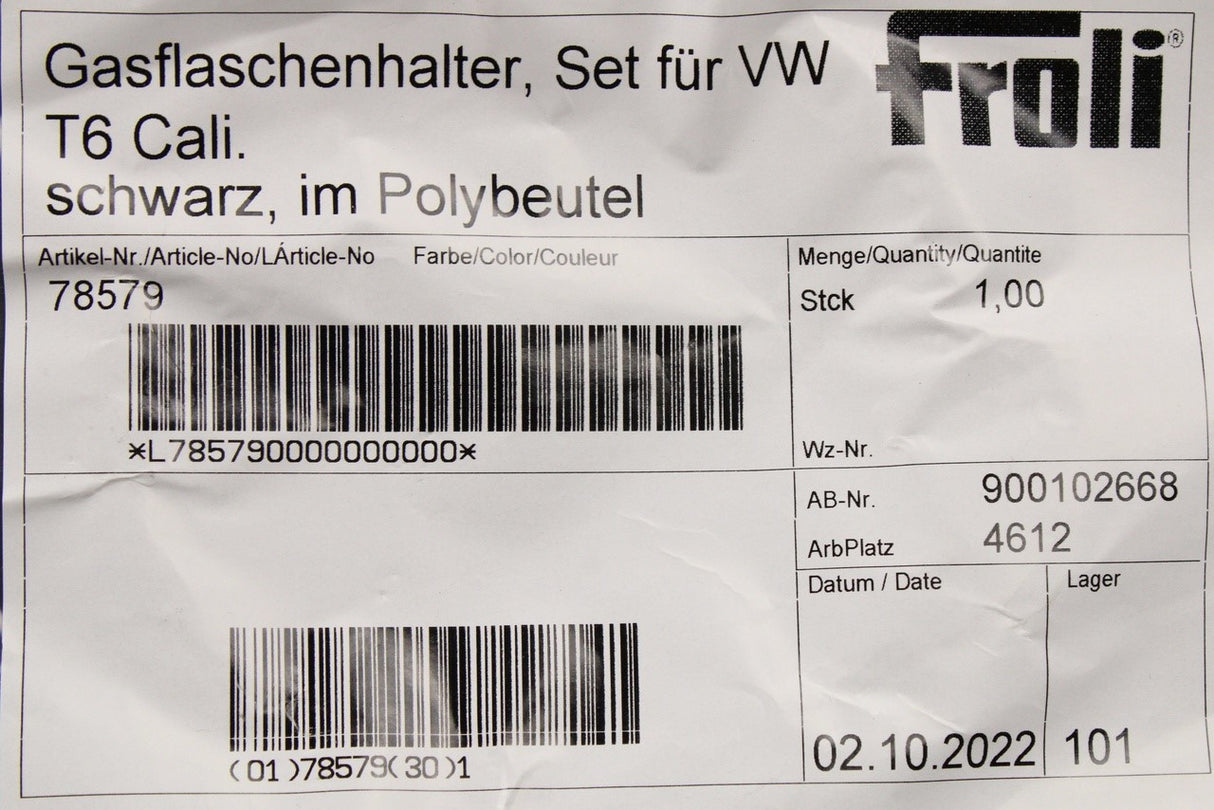 Gasflaschenhalter, Set für VW
T6 Cali.
schwarz, im Polybeutel
froli®
Artikel-Nr./Article-No/LÁrticle-No Farbe/Color/Couleur
78579
*L7857900000000000*
Menge/Quantity/Quantite
Stck 1,00
Wz-Nr.
AB-Nr. 900102668
ArbPlatz 4612
Datum / Date Lager
02.10.2022 101
(01)78579(30)1